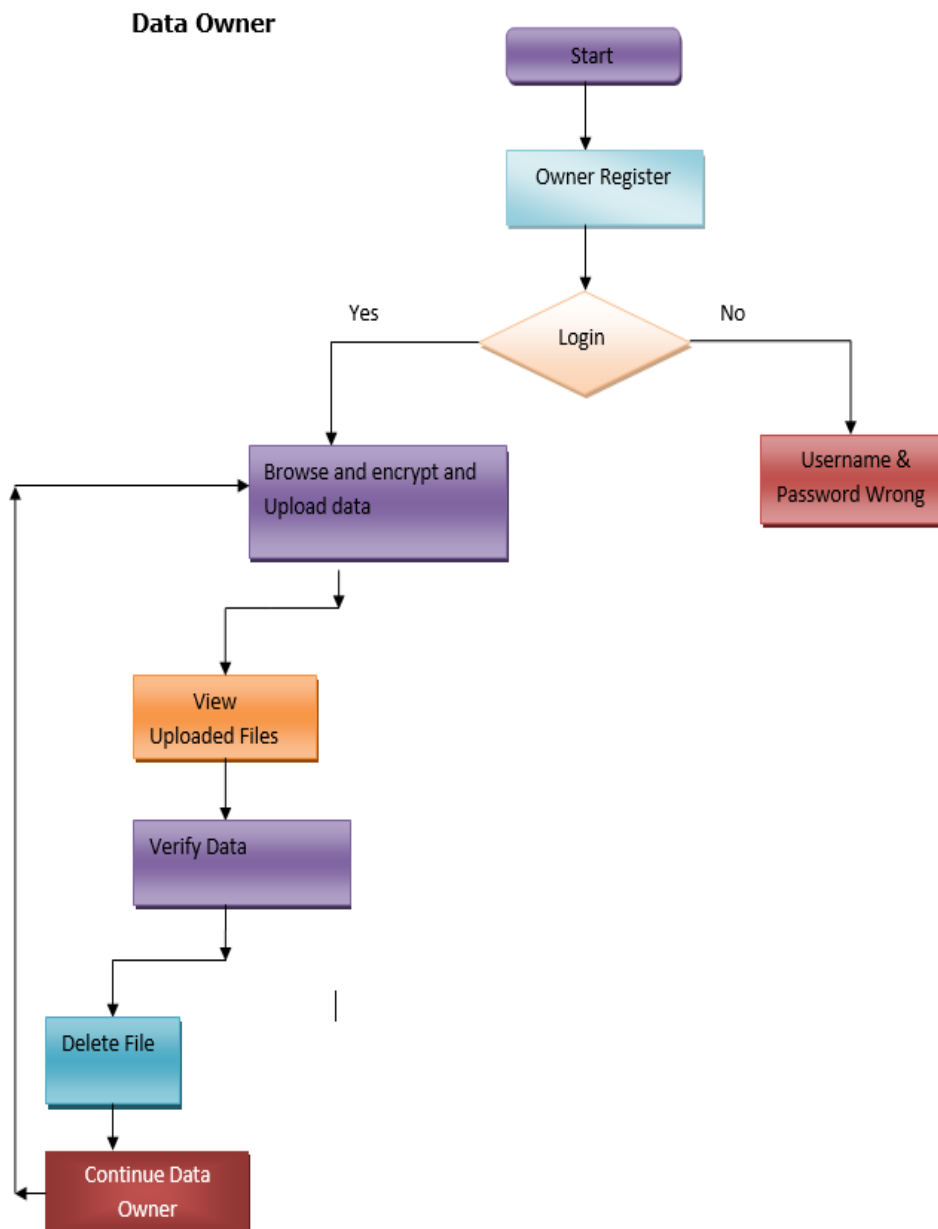 Data Owner
Start
Owner Register
Yes
No
Login
Browse and encrypt and
Upload data
Username &
Password Wrong
View
Uploaded Files
Verify Data
Delete File
Continue Data
Owner